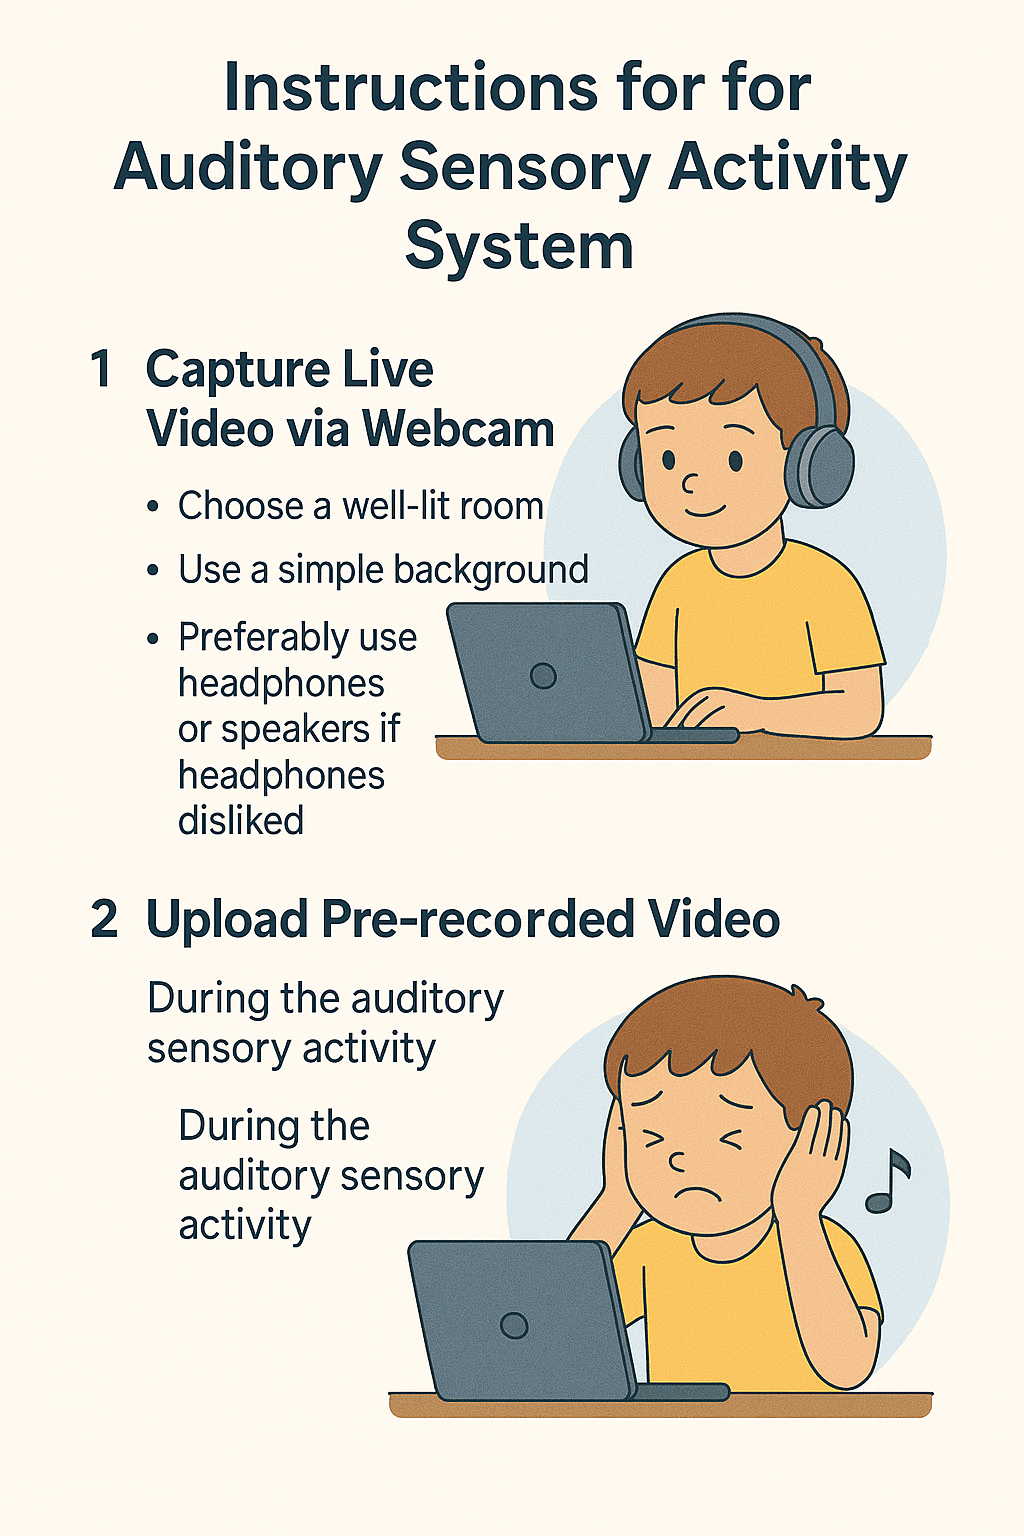 Instructions for for
Auditory Sensory Activity
System
1 Capture Live
Video via Webcam
• Choose a well-lit room
• Use a simple background
• Preferably use
headphones
or speakers if
headphones
disliked
2 Upload Pre-recorded Video
During the auditory
sensory activity
During the
auditory sensory
activity